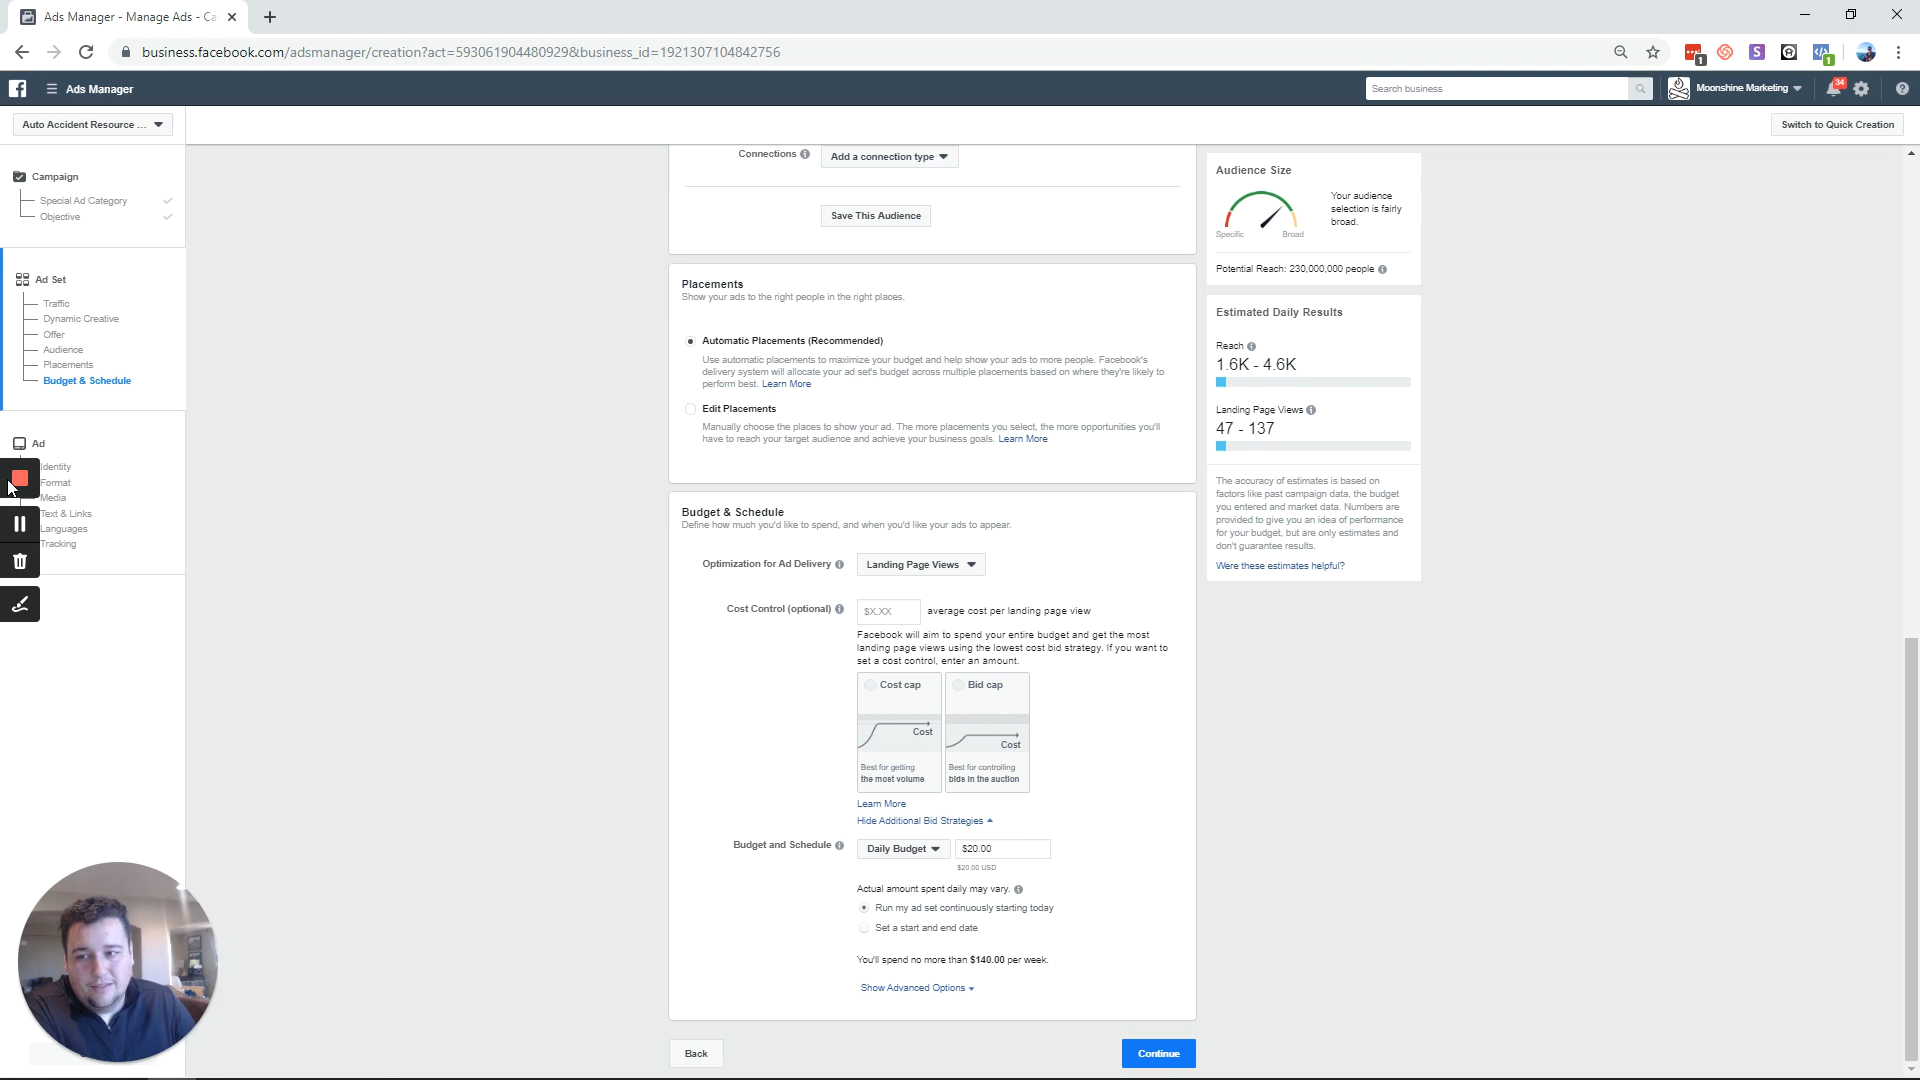 Ads Manager - Manage Ads - Ca
business.facebook.com/adsmanager/creation?act=593061904480929&business_id=1921307104842756
1
S
1
Ads Manager
Search business
Moonshine Marketing
34
Auto Accident Resource ...
Switch to Quick Creation
Campaign
Special Ad Category
Objective
Ad Set
Traffic
Dynamic Creative
Offer
Audience
Placements
Budget & Schedule
Ad
Identity
Format
Media
Text & Links
Languages
Tracking
Connections
Add a connection type
Save This Audience
Placements
Show your ads to the right people in the right places.
Automatic Placements (Recommended)
Use automatic placements to maximize your budget and help show your ads to more people. Facebook's
delivery system will allocate your ad set's budget across multiple placements based on where they're likely to
perform best. Learn More
Edit Placements
Manually choose the places to show your ad. The more placements you select, the more opportunities you'll
have to reach your target audience and achieve your business goals. Learn More
Budget & Schedule
Define how much you'd like to spend, and when you'd like your ads to appear.
Optimization for Ad Delivery
Landing Page Views
Cost Control (optional)
$X.XX
average cost per landing page view
Facebook will aim to spend your entire budget and get the most
landing page views using the lowest cost bid strategy. If you want to
set a cost control, enter an amount.
Cost cap
Cost
Best for getting
the most volume
Bid cap
Cost
Best for controlling
bids in the auction
Learn More
Hide Additional Bid Strategies
Budget and Schedule
Daily Budget
$20.00
$20.00 USD
Actual amount spent daily may vary.
Run my ad set continuously starting today
Set a start and end date
You'll spend no more than $140.00 per week.
Show Advanced Options
Back
Continue
Audience Size
Specific
Broad
Your audience
selection is fairly
broad.
Potential Reach: 230,000,000 people
Estimated Daily Results
Reach
1.6K - 4.6K
Landing Page Views
47 - 137
The accuracy of estimates is based on
factors like past campaign data, the budget
you entered and market data. Numbers are
provided to give you an idea of performance
for your budget, but are only estimates and
don't guarantee results.
Were these estimates helpful?